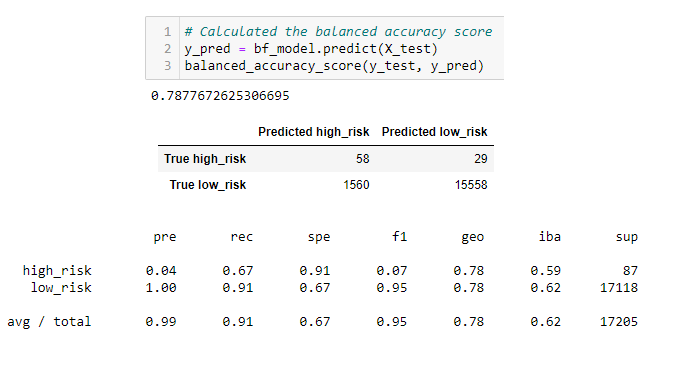 1 # Calculated the balanced accuracy score
2 y_pred = bf_model.predict(X_test)
3 balanced_accuracy_score(y_test, y_pred)
0.7877672625306695
Predicted high_risk Predicted low_risk
True high_risk 58 29
True low_risk 1560 15558
pre rec spe f1 geo iba sup
high_risk 0.04 0.67 0.91 0.07 0.78 0.59 87
low_risk 1.00 0.91 0.67 0.95 0.78 0.62 17118
avg / total 0.99 0.91 0.67 0.95 0.78 0.62 17205